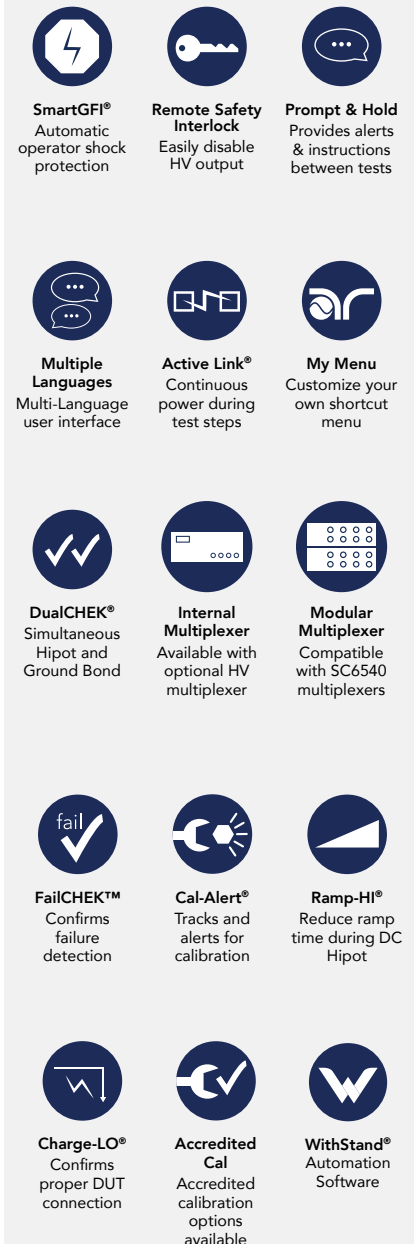 SmartGFI®
Automatic
operator shock
protection
Remote Safety
Interlock
Easily disable
HV output
Prompt & Hold
Provides alerts
& instructions
between tests
Multiple
Languages
Multi-Language
user interface
Active Link®
Continuous
power during
test steps
ar
My Menu
Customize your
own shortcut
menu
DualCHEK®
Simultaneous
Hipot and
Ground Bond
Internal
Multiplexer
Available with
optional HV
multiplexer
Modular
Multiplexer
Compatible
with SC6540
multiplexers
fail
FailCHEK™
Confirms
failure
detection
Cal-Alert®
Tracks and
alerts for
calibration
Ramp-HI®
Reduce ramp
time during DC
Hipot
Charge-LO®
Confirms
proper DUT
connection
Accredited
Cal
Accredited
calibration
options
available
WithStand®
Automation
Software